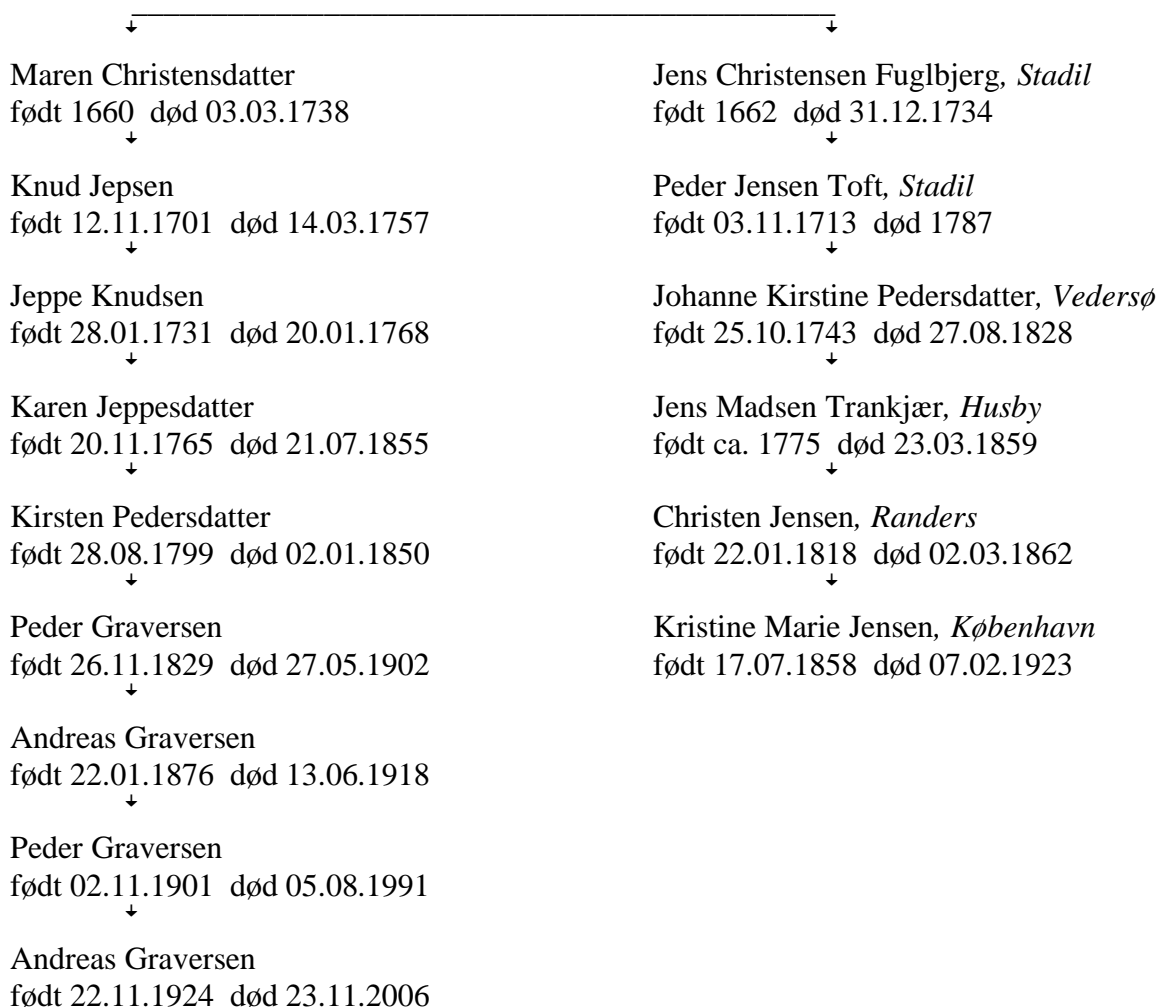 Maren Christensdatter
født 1660 død 03.03.1738
Knud Jepsen
født 12.11.1701 død 14.03.1757
Jeppe Knudsen
født 28.01.1731 død 20.01.1768
Karen Jeppesdatter
født 20.11.1765 død 21.07.1855
Kirsten Pedersdatter
født 28.08.1799 død 02.01.1850
Peder Graversen
født 26.11.1829 død 27.05.1902
Andreas Graversen
født 22.01.1876 død 13.06.1918
Peder Graversen
født 02.11.1901 død 05.08.1991
Andreas Graversen
født 22.11.1924 død 23.11.2006
Jens Christensen Fuglbjerg, Stadil
født 1662 død 31.12.1734
Peder Jensen Toft, Stadil
født 03.11.1713 død 1787
Johanne Kirstine Pedersdatter, Vedersø
født 25.10.1743 død 27.08.1828
Jens Madsen Trankjær, Husby
født ca. 1775 død 23.03.1859
Christen Jensen, Randers
født 22.01.1818 død 02.03.1862
Kristine Marie Jensen, København
født 17.07.1858 død 07.02.1923